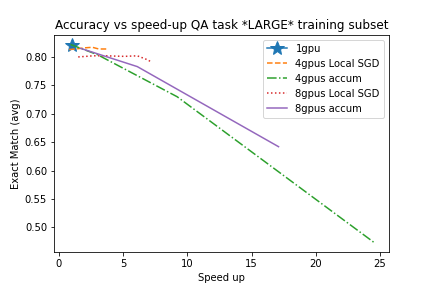 Accuracy vs speed-up QA task *LARGE* training subset
1gpu
4gpus Local SGD
4gpus accum
8gpus Local SGD
8gpus accum
Exact Match (avg)
0.80
0.75
0.70
0.65
0.60
0.55
0.50
0 5 10 15 20 25
Speed up